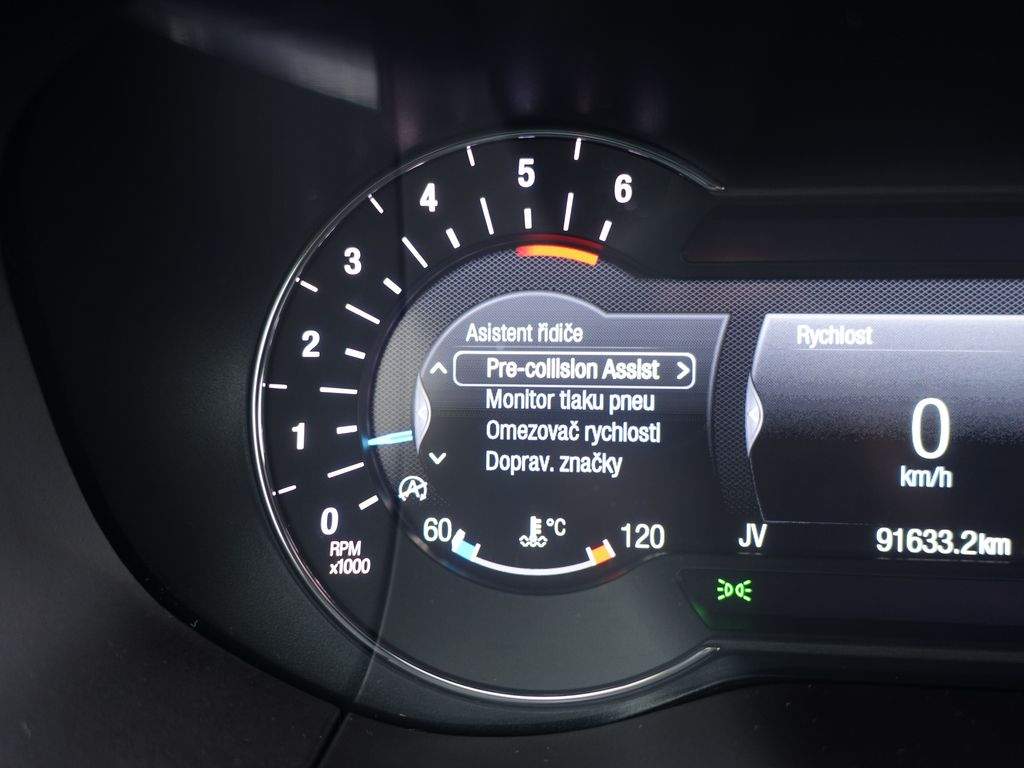 6
5
4
3
2
1
0
RPM
x1000
Asistent řidiče
Pre-collision Assist
Monitor tlaku pneu
Omezovač rychlosti
Doprav. značky
60
°C
120
Rychlost
0
km/h
JV
91633.2km